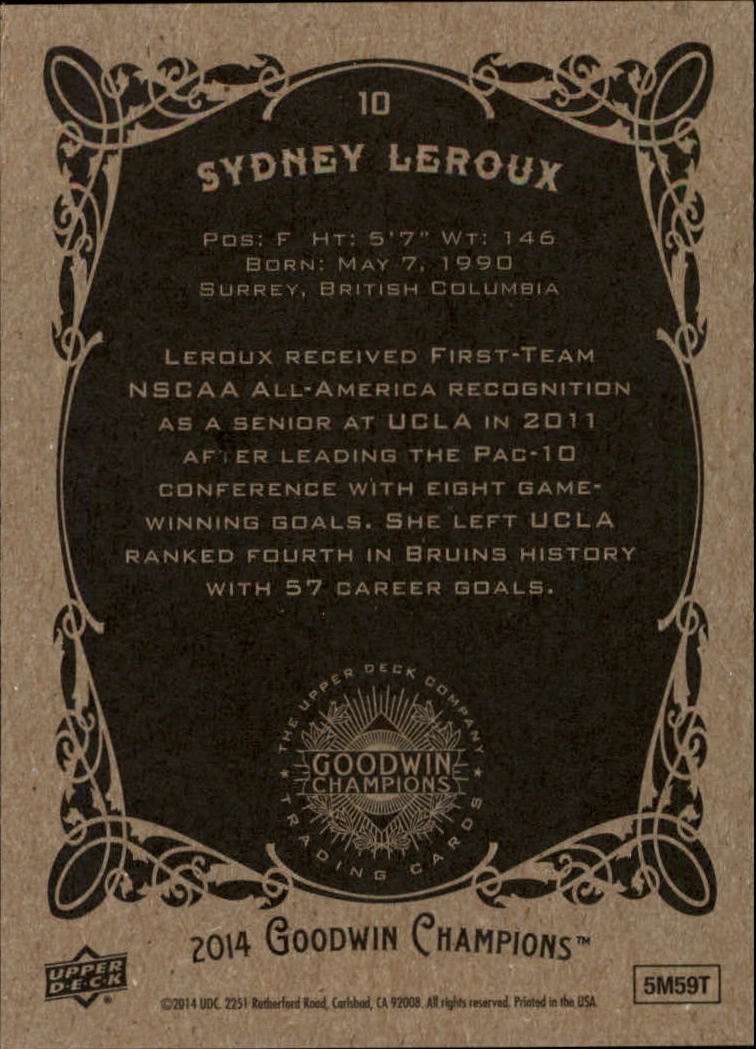 10
SYDNEY LEROUX
POS: F HT: 5'7" WT: 146
BORN: MAY 7, 1990
SURREY, BRITISH COLUMBIA
LEROUX RECEIVED FIRST-TEAM
NSCAA ALL-AMERICA RECOGNITION
AS A SENIOR AT UCLA IN 2011
AFTER LEADING THE PAC-10
CONFERENCE WITH EIGHT GAME-
WINNING GOALS. SHE LEFT UCLA
RANKED FOURTH IN BRUINS HISTORY
WITH 57 CAREER GOALS.
THE UPPER DECK COMPANY
GOODWIN
CHAMPIONS
★ TRADING CARDS ★
2014 GOODWIN CHAMPIONS™
UPPER
D·E·C·K®
©2014 UDC. 2251 Rutherford Road, Carlsbad, CA 92008. All rights reserved. Printed in the USA.
5M59T